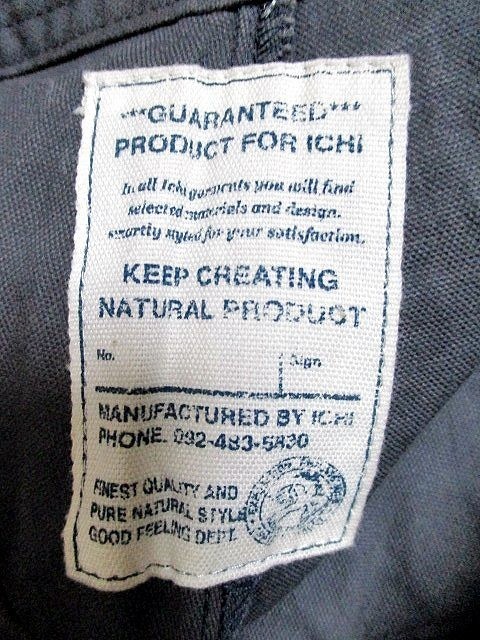 ***GUARANTEED***
PRODUCT FOR ICHI
In all Ichi garments you will find
selected materials and design.
smartly styled for your satisfaction.
KEEP CREATING
NATURAL PRODUCT
No. Sign
MANUFACTURED BY ICHI
PHONE. 092-483-5830
FINEST QUALITY AND
PURE NATURAL STYLE
GOOD FEELING DEPT.